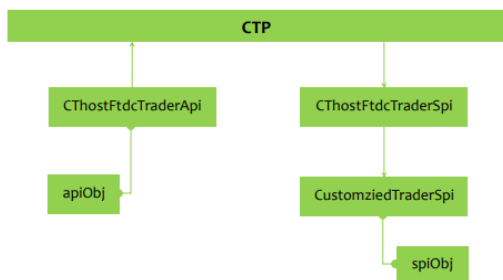 CTP
CThostFtdcTraderApi
CThostFtdcTraderSpi
apiObj
CustomziedTraderSpi
spiObj